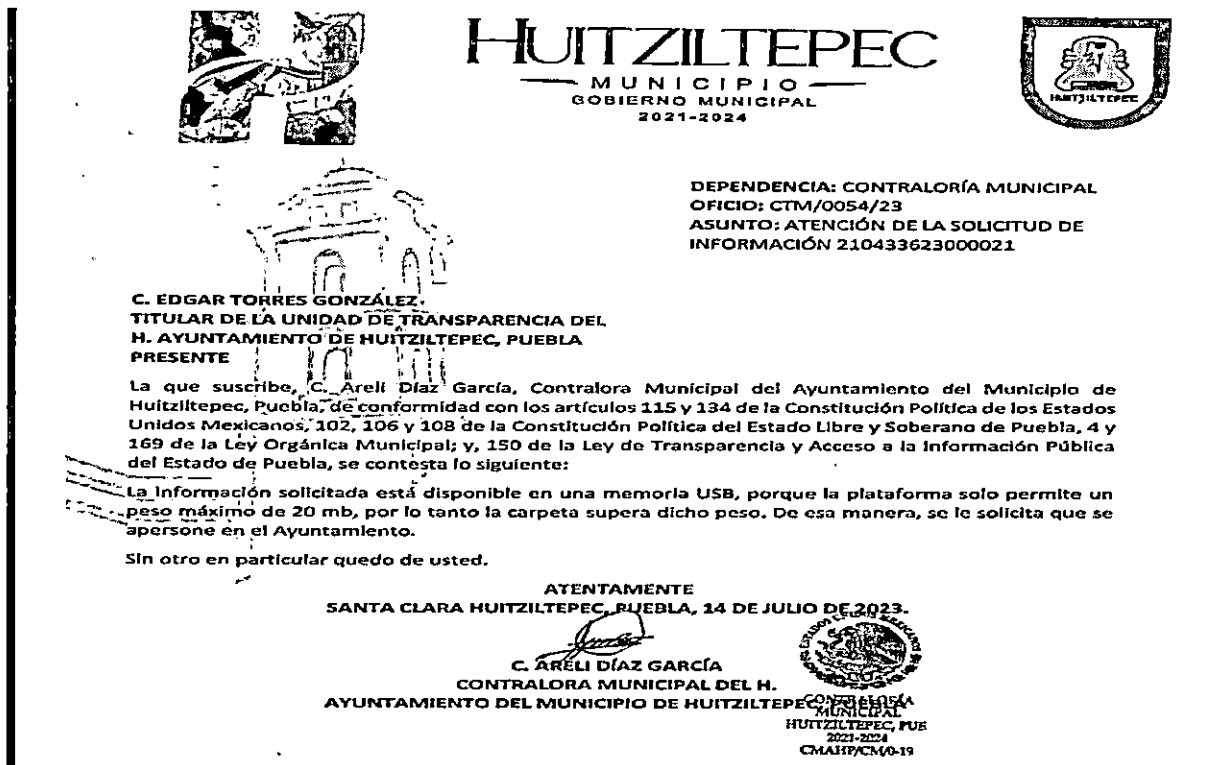 HUITZILTEPEC
MUNICIPIO
GOBIERNO MUNICIPAL
2021-2024
HUITZILTEPEC
DEPENDENCIA: CONTRALORÍA MUNICIPAL
OFICIO: CTM/0054/23
ASUNTO: ATENCIÓN DE LA SOLICITUD DE
INFORMACIÓN 210433623000021
C. EDGAR TORRES GONZÁLEZ
TITULAR DE LA UNIDAD DE TRANSPARENCIA DEL
H. AYUNTAMIENTO DE HUITZILTEPEC, PUEBLA
PRESENTE
La que suscribe, C. Areli Díaz García, Contralora Municipal del Ayuntamiento del Municipio de
Huitziltepec, Puebla, de conformidad con los artículos 115 y 134 de la Constitución Política de los Estados
Unidos Mexicanos, 102, 106 y 108 de la Constitución Política del Estado Libre y Soberano de Puebla, 4 y
169 de la Ley Orgánica Municipal; y, 150 de la Ley de Transparencia y Acceso a la Información Pública
del Estado de Puebla, se contesta lo siguiente:
La información solicitada está disponible en una memoria USB, porque la plataforma solo permite un
peso máximo de 20 mb, por lo tanto la carpeta supera dicho peso. De esa manera, se le solicita que se
apersone en el Ayuntamiento.
Sin otro en particular quedo de usted.
ATENTAMENTE
SANTA CLARA HUITZILTEPEC, PUEBLA, 14 DE JULIO DE 2023.
C. ARELI DÍAZ GARCÍA
CONTRALORA MUNICIPAL DEL H.
AYUNTAMIENTO DEL MUNICIPIO DE HUITZILTEPEC, PUEBLA
ESTADOS UNIDOS MEXICANOS
CONTRALORÍA
MUNICIPAL
HUITZILTEPEC, PUE
2021-2024
CMAHP/CM/0-19